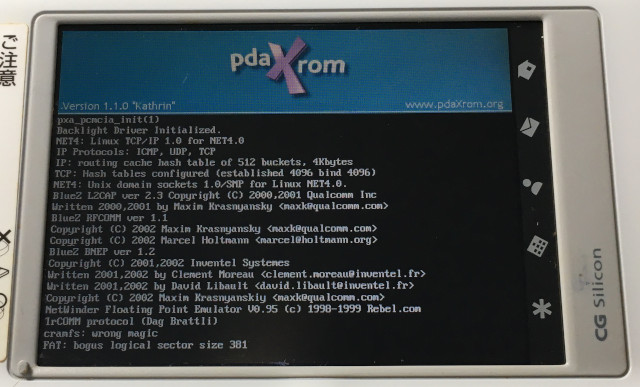 ご注意
pdaXrom
Version 1.1.0 "Kathrin"
www.pdaXrom.org
pxa_pcmcia_init(1)
Backlight Driver Initialized.
NET4: Linux TCP/IP 1.0 for NET4.0
IP Protocols: ICMP, UDP, TCP
IP: routing cache hash table of 512 buckets, 4Kbytes
TCP: Hash tables configured (established 4096 bind 4096)
NET4: Unix domain sockets 1.0/SMP for Linux NET4.0.
BlueZ L2CAP ver 2.3 Copyright (C) 2000,2001 Qualcomm Inc
Written 2000,2001 by Maxim Krasnyansky <maxk@qualcomm.com>
BlueZ RFCOMM ver 1.1
Copyright (C) 2002 Maxim Krasnyansky <maxk@qualcomm.com>
Copyright (C) 2002 Marcel Holtmann <marcel@holtmann.org>
BlueZ BNEP ver 1.2
Copyright (C) 2001,2002 Inventel Systemes
Written 2001,2002 by Clement Moreau <clement.moreau@inventel.fr>
Written 2001,2002 by David Libault <david.libault@inventel.fr>
Copyright (C) 2002 Maxim Krasnyanskiy <maxk@qualcomm.com>
NetWinder Floating Point Emulator V0.95 (c) 1998-1999 Rebel.com
IrCOMM protocol (Dag Brattli)
cramfs: wrong magic
FAT: bogus logical sector size 381
CG Silicon